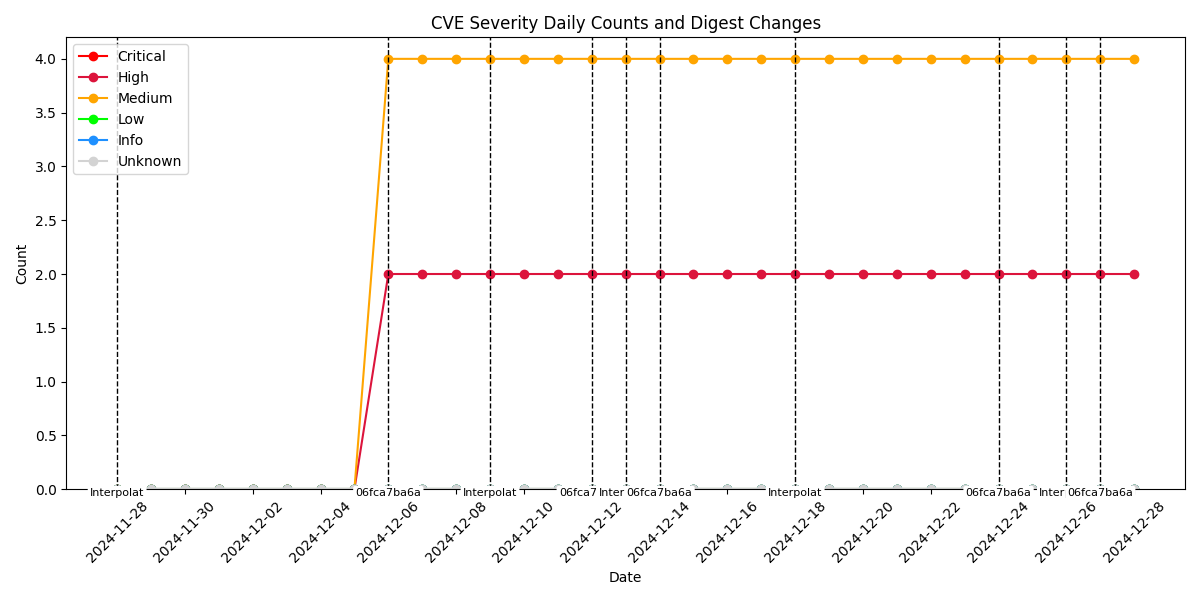 CVE Severity Daily Counts and Digest Changes
Critical
High
Medium
Low
Info
Unknown
Count
4.0
3.5
3.0
2.5
2.0
1.5
1.0
0.5
0.0
Interpolat
06fca7ba6a
Interpolat
06fca7
Inter
06fca7ba6a
Interpolat
06fca7ba6a
Inter
06fca7ba6a
2024-11-28
2024-11-30
2024-12-02
2024-12-04
2024-12-06
2024-12-08
2024-12-10
2024-12-12
2024-12-14
2024-12-16
2024-12-18
2024-12-20
2024-12-22
2024-12-24
2024-12-26
2024-12-28
Date